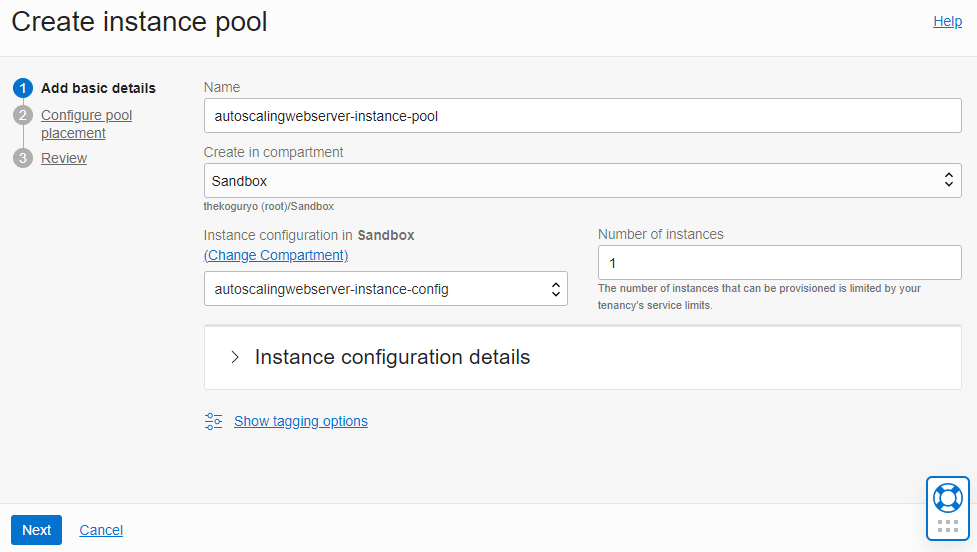 Create instance pool
Help
1 Add basic details
2 Configure pool
placement
3 Review
Name
autoscalingwebserver-instance-pool
Create in compartment
Sandbox
thekoguryo (root)/Sandbox
Instance configuration in Sandbox
(Change Compartment)
autoscalingwebserver-instance-config
Number of instances
1
The number of instances that can be provisioned is limited by your
tenancy's service limits.
Instance configuration details
Show tagging options
Next
Cancel